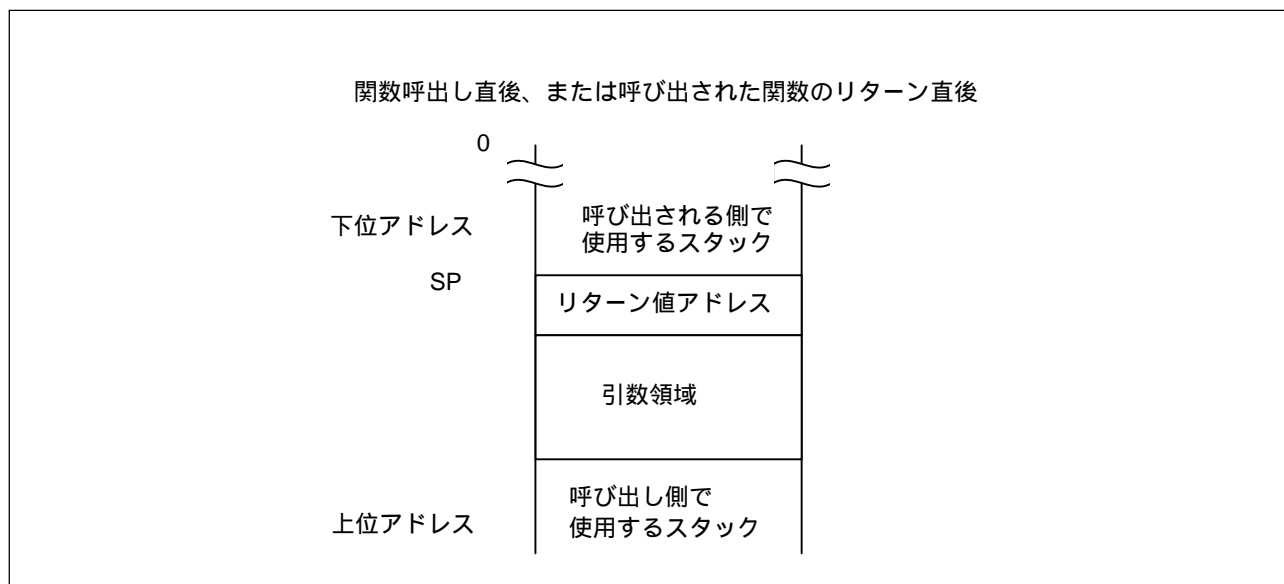 関数呼出し直後、または呼び出された関数のリターン直後
0
下位アドレス
呼び出される側で
使用するスタック
SP
リターン値アドレス
引数領域
呼び出し側で
使用するスタック
上位アドレス